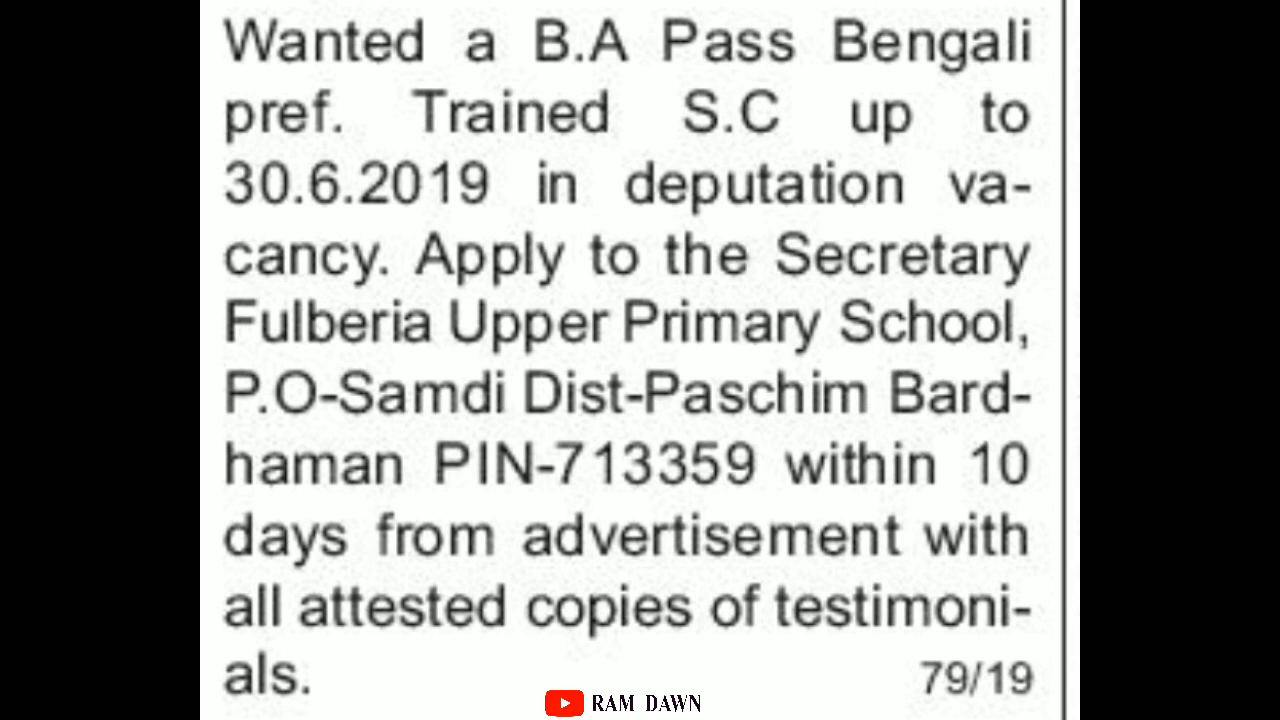 Wanted a B.A Pass Bengali
pref. Trained S.C up to
30.6.2019 in deputation va-
cancy. Apply to the Secretary
Fulberia Upper Primary School,
P.O-Samdi Dist-Paschim Bard-
haman PIN-713359 within 10
days from advertisement with
all attested copies of testimoni-
als. 79/19
RAM DAWN